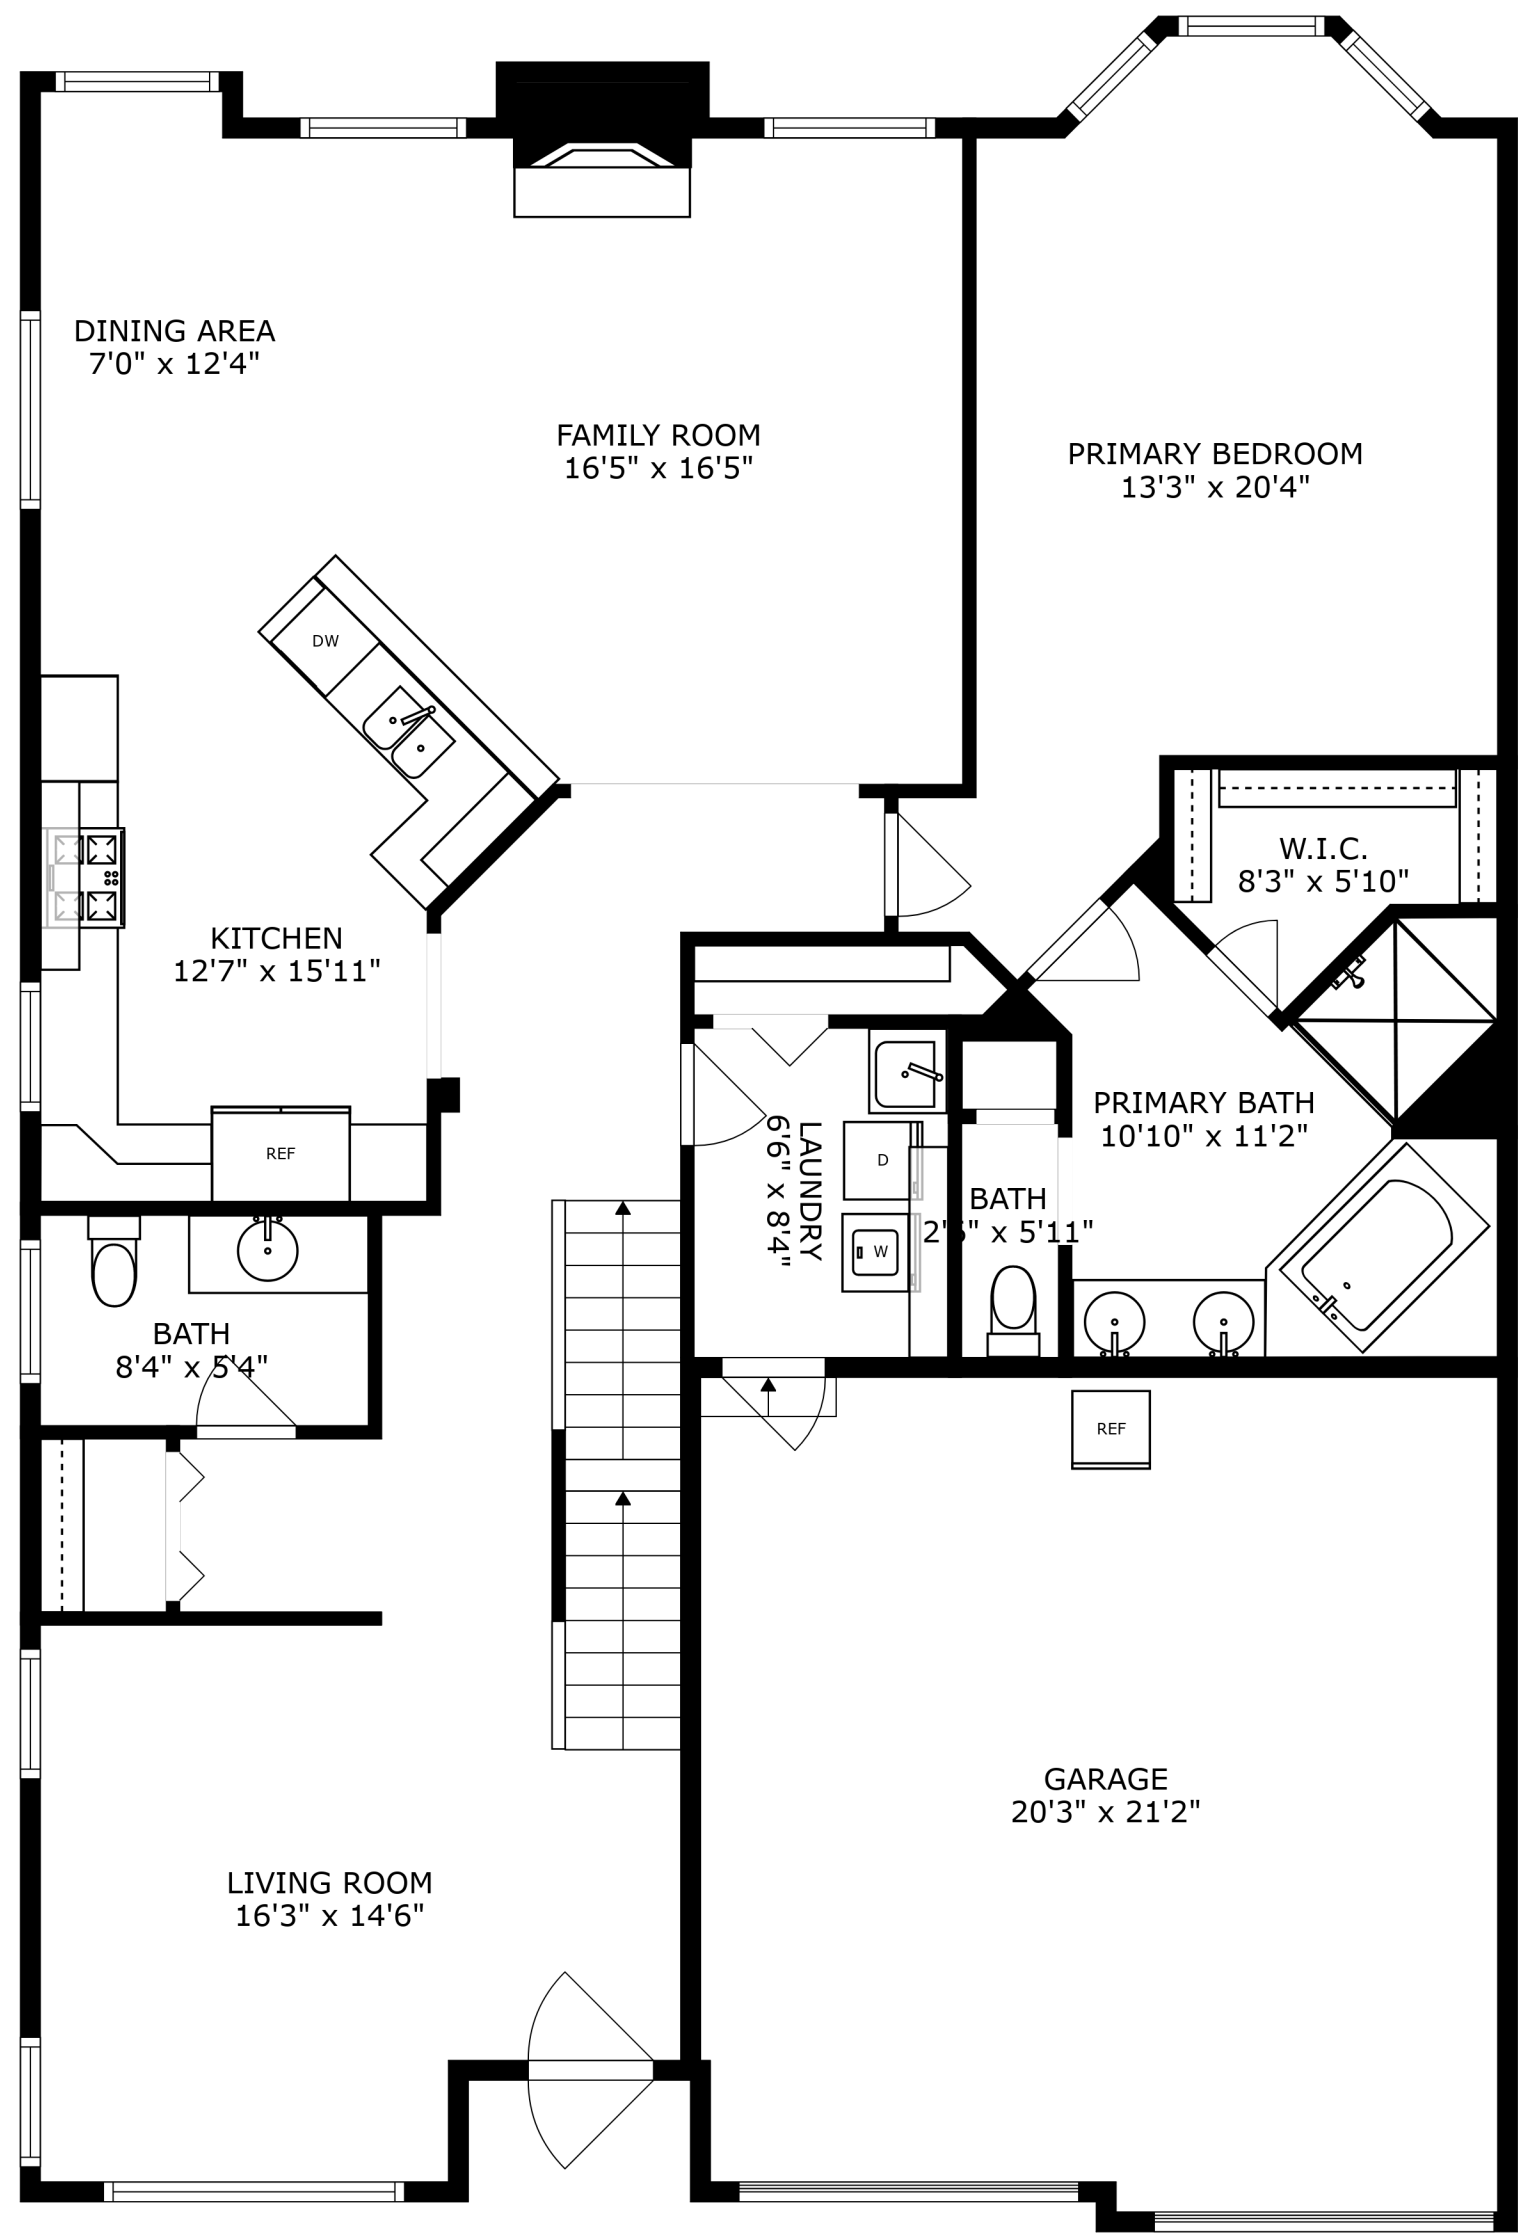 DINING AREA
7'0" x 12'4"
FAMILY ROOM
16'5" x 16'5"
PRIMARY BEDROOM
13'3" x 20'4"
DW
W.I.C.
8'3" x 5'10"
KITCHEN
12'7" x 15'11"
PRIMARY BATH
10'10" x 11'2"
REF
LAUNDRY
6'6" x 8'4"
D
W
BATH
BATH
8'4" x 5'4"
REF
GARAGE
20'3" x 21'2"
LIVING ROOM
16'3" x 14'6"